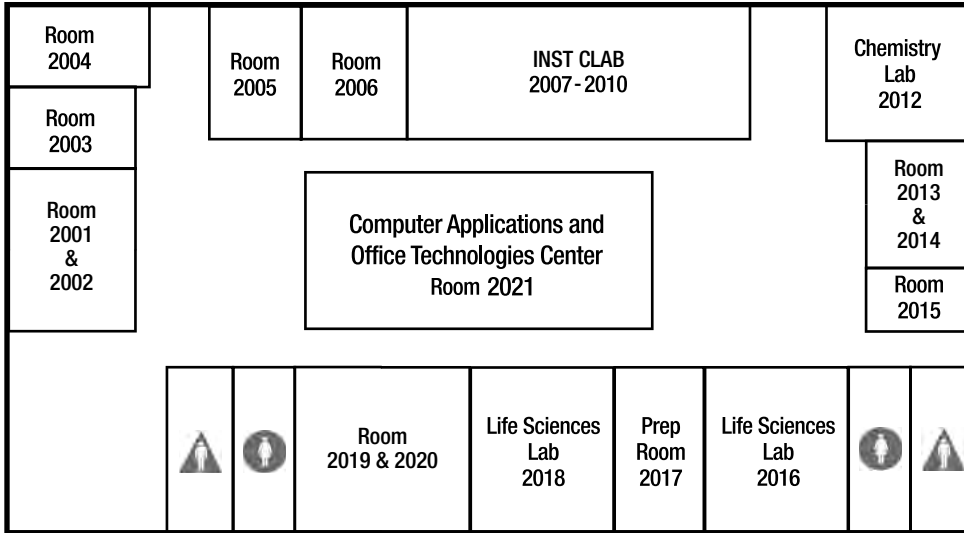 Room
2004
Room
2003
Room
2001
&
2002
Room
2005
Room
2006
INST CLAB
2007-2010
Chemistry
Lab
2012
Room
2013
&
2014
Room
2015
Computer Applications and
Office Technologies Center
Room 2021
Room
2019 & 2020
Life Sciences
Lab
2018
Prep
Room
2017
Life Sciences
Lab
2016